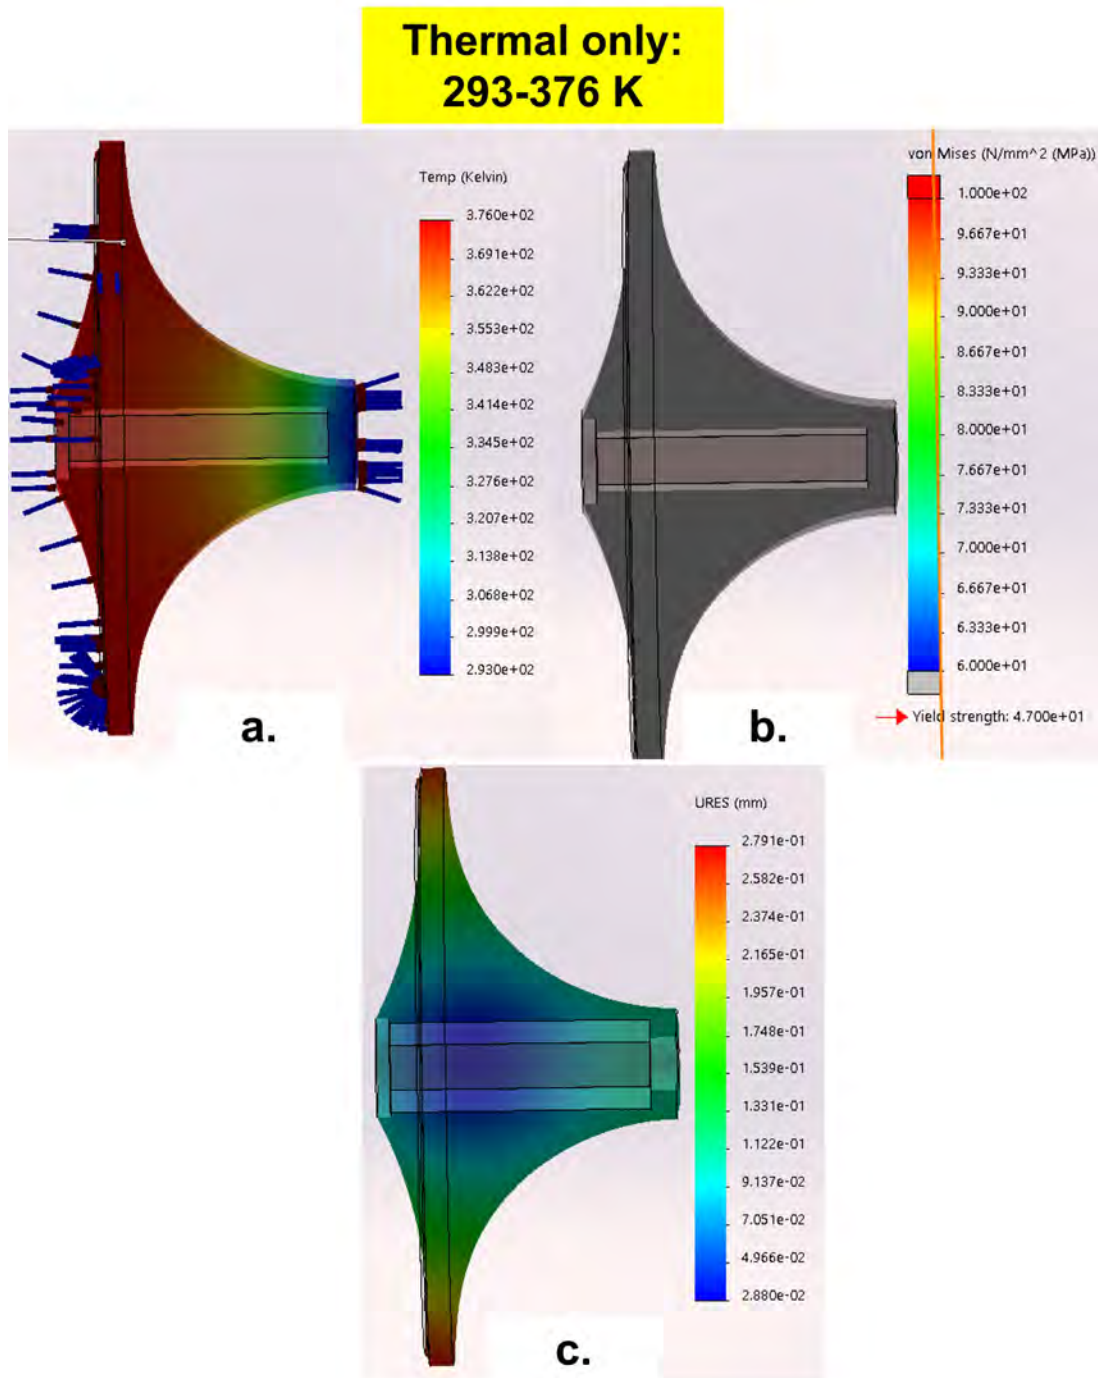 Thermal only:
293-376 K
Temp (Kelvin)
3.760e+02
3.691e+02
3.622e+02
3.553e+02
3.483e+02
3.414e+02
3.345e+02
3.276e+02
3.207e+02
3.138e+02
3.068e+02
2.999e+02
2.930e+02
a.
von Mises (N/mm^2 (MPa))
1.000e+02
9.667e+01
9.333e+01
9.000e+01
8.667e+01
8.333e+01
8.000e+01
7.667e+01
7.333e+01
7.000e+01
6.667e+01
6.333e+01
6.000e+01
Yield strength: 4.700e+01
b.
URES (mm)
2.791e-01
2.582e-01
2.374e-01
2.165e-01
1.957e-01
1.748e-01
1.539e-01
1.331e-01
1.122e-01
9.137e-02
7.051e-02
4.966e-02
2.880e-02
c.